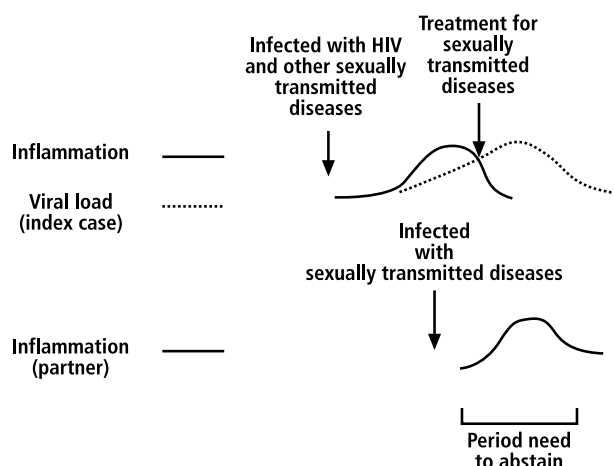 Infected with HIV
and other sexually
transmitted
diseases
Treatment for
sexually
transmitted
diseases
Inflammation
Viral load
(index case)
Infected
with
sexually transmitted diseases
Inflammation
(partner)
Period need
to abstain